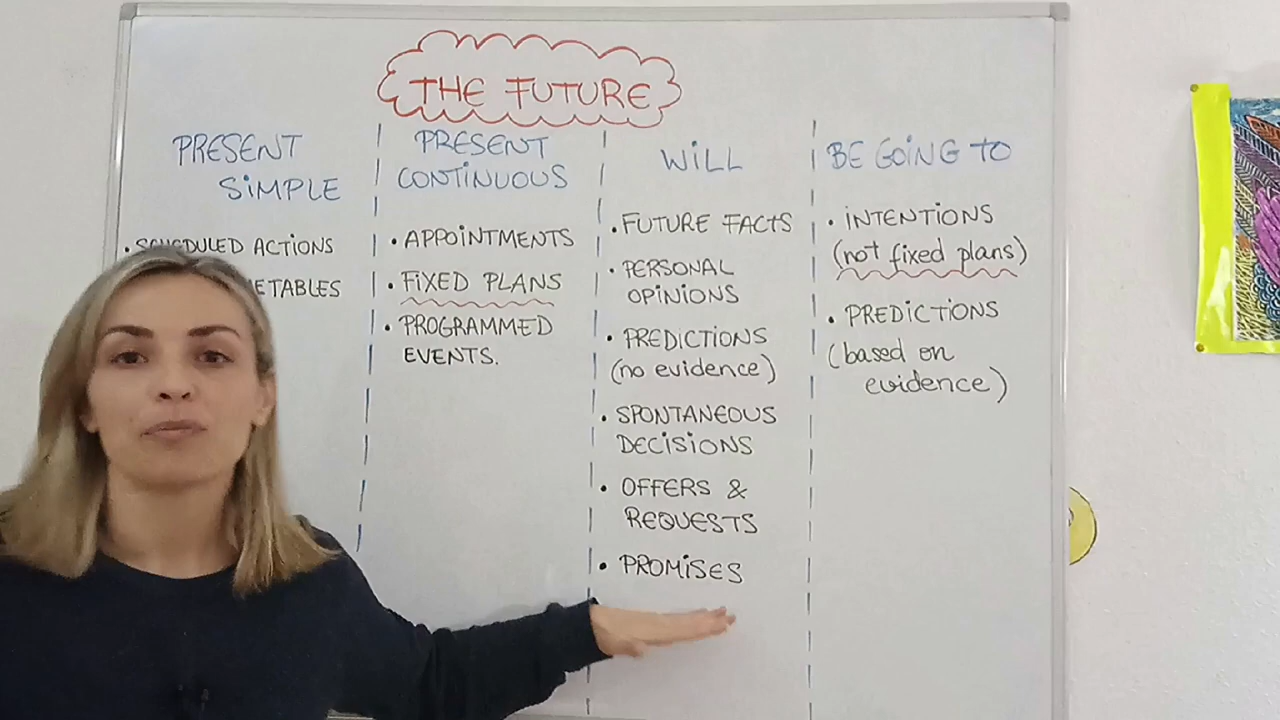 THE FUTURE
PRESENT
SIMPLE
• SCHEDULED ACTIONS
PRESENT
CONTINUOUS
• APPOINTMENTS
• FIXED PLANS
• PROGRAMMED
EVENTS.
WILL
• FUTURE FACTS
• PERSONAL
OPINIONS
• PREDICTIONS
(no evidence)
• SPONTANEOUS
DECISIONS
• OFFERS &
REQUESTS
• PROMISES
BE GOING TO
• INTENTIONS
(not fixed plans)
• PREDICTIONS
(based on
evidence)